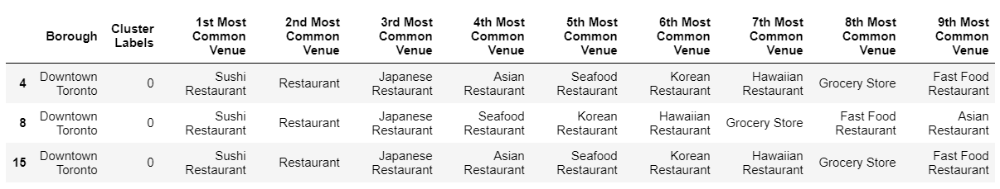 Borough Cluster Labels 1st Most Common Venue 2nd Most Common Venue 3rd Most Common Venue 4th Most Common Venue 5th Most Common Venue 6th Most Common Venue 7th Most Common Venue 8th Most Common Venue 9th Most Common Venue
4 Downtown Toronto 0 Sushi Restaurant Restaurant Japanese Restaurant Asian Restaurant Seafood Restaurant Korean Restaurant Hawaiian Restaurant Grocery Store Fast Food Restaurant
8 Downtown Toronto 0 Sushi Restaurant Restaurant Japanese Restaurant Seafood Restaurant Korean Restaurant Hawaiian Restaurant Grocery Store Fast Food Restaurant Asian Restaurant
15 Downtown Toronto 0 Sushi Restaurant Restaurant Japanese Restaurant Asian Restaurant Seafood Restaurant Korean Restaurant Hawaiian Restaurant Grocery Store Fast Food Restaurant